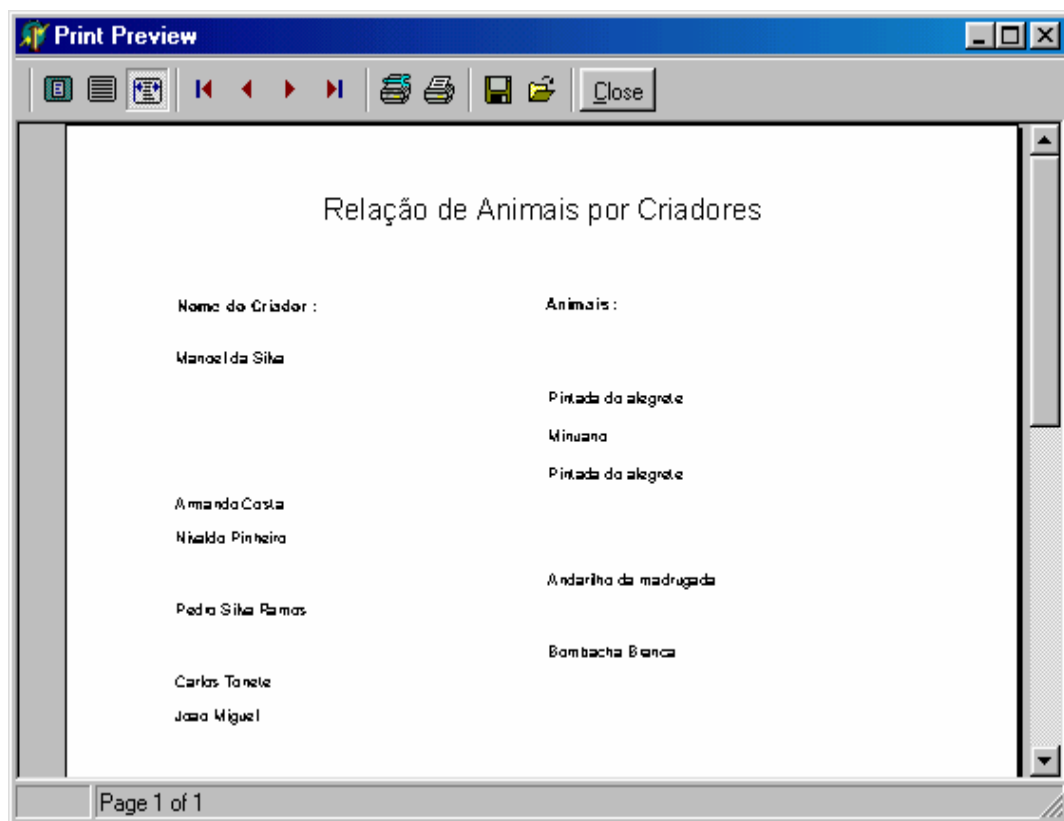 Print Preview
Close
Relação de Animais por Criadores
Nome do Criador : Animais :
Manoel da Silva
Pintada do alegrete
Minuano
Pintada do alegrete
Armando Costa
Nivaldo Pinheiro
Andarilho da madrugada
Pedro Silva Ramos
Bombacha Branca
Carlos
Joao Miguel
Page 1 of 1